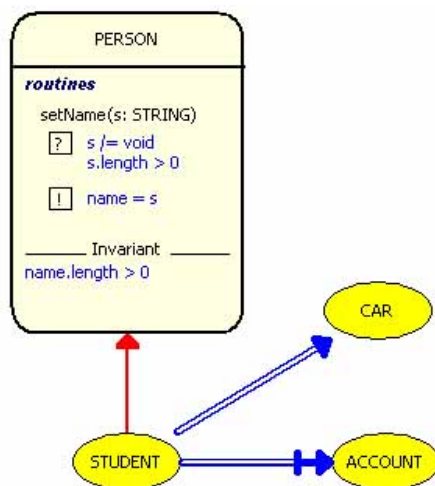 PERSON
routines
setName(s: STRING)
? s /= void
s.length > 0
! name = s
Invariant
name.length > 0
CAR
STUDENT
ACCOUNT